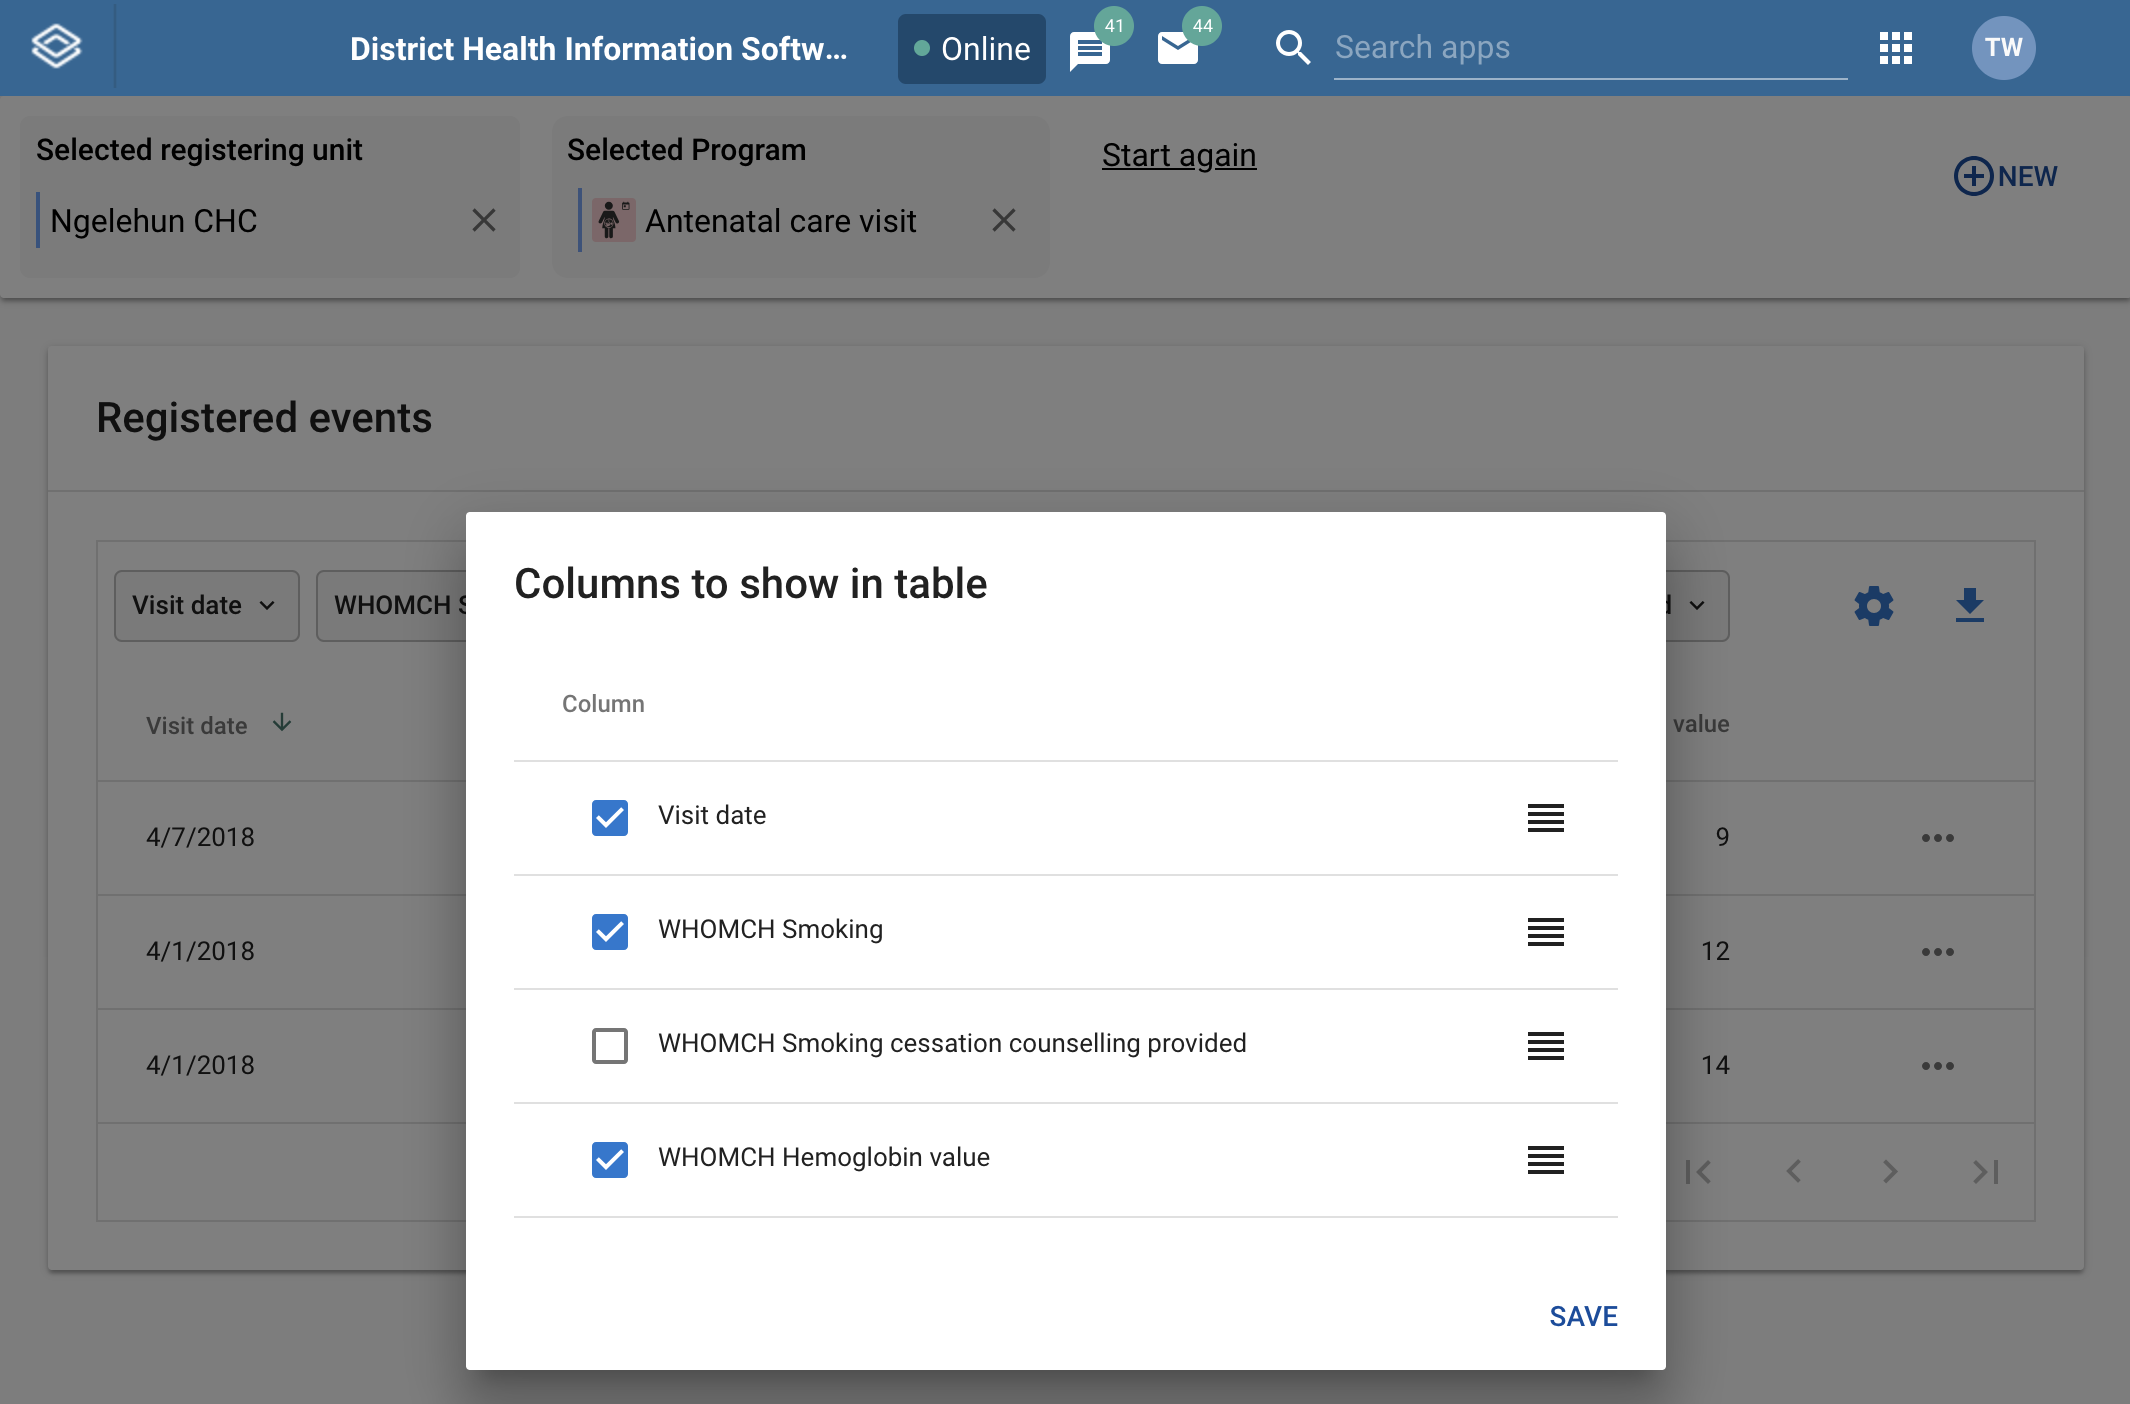 District Health Information Softw...
Online
41
44
Search apps
TW
Selected registering unit
Ngelehun CHC
Selected Program
Antenatal care visit
Start again
NEW
Registered events
Visit date
WHOMCH
Visit date
value
4/7/2018
9
4/1/2018
12
4/1/2018
14
Columns to show in table
Column
Visit date
WHOMCH Smoking
WHOMCH Smoking cessation counselling provided
WHOMCH Hemoglobin value
SAVE